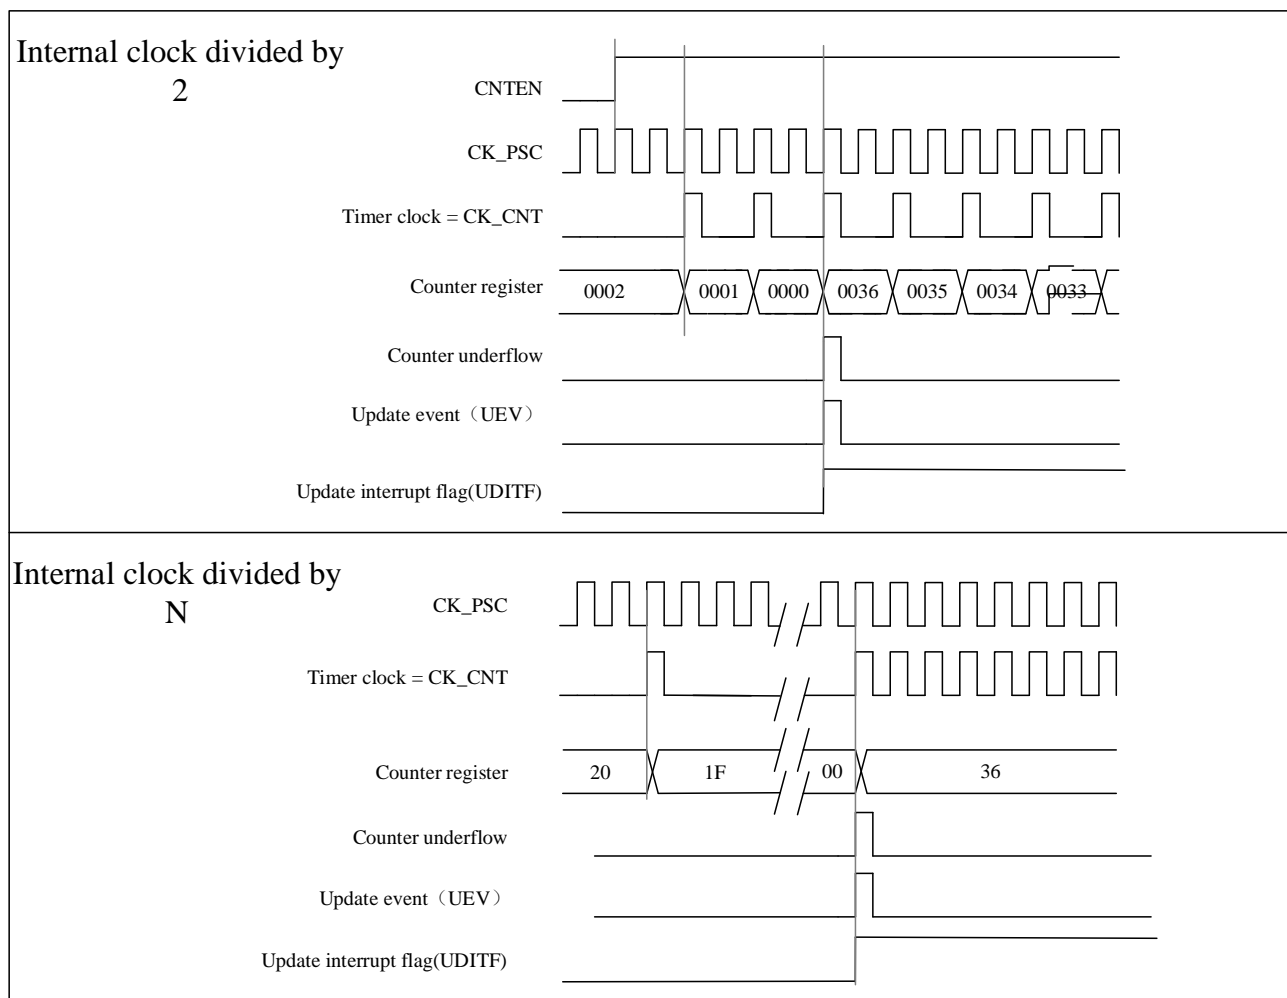 Internal clock divided by
2
CNTEN
CK_PSC
Timer clock = CK_CNT
Counter register
0002 0001 0000 0036 0035 0034 0033
Counter underflow
Update event（UEV）
Update interrupt flag(UDITF)
Internal clock divided by
N
CK_PSC
Timer clock = CK_CNT
Counter register
20 1F 00 36
Counter underflow
Update event（UEV）
Update interrupt flag(UDITF)